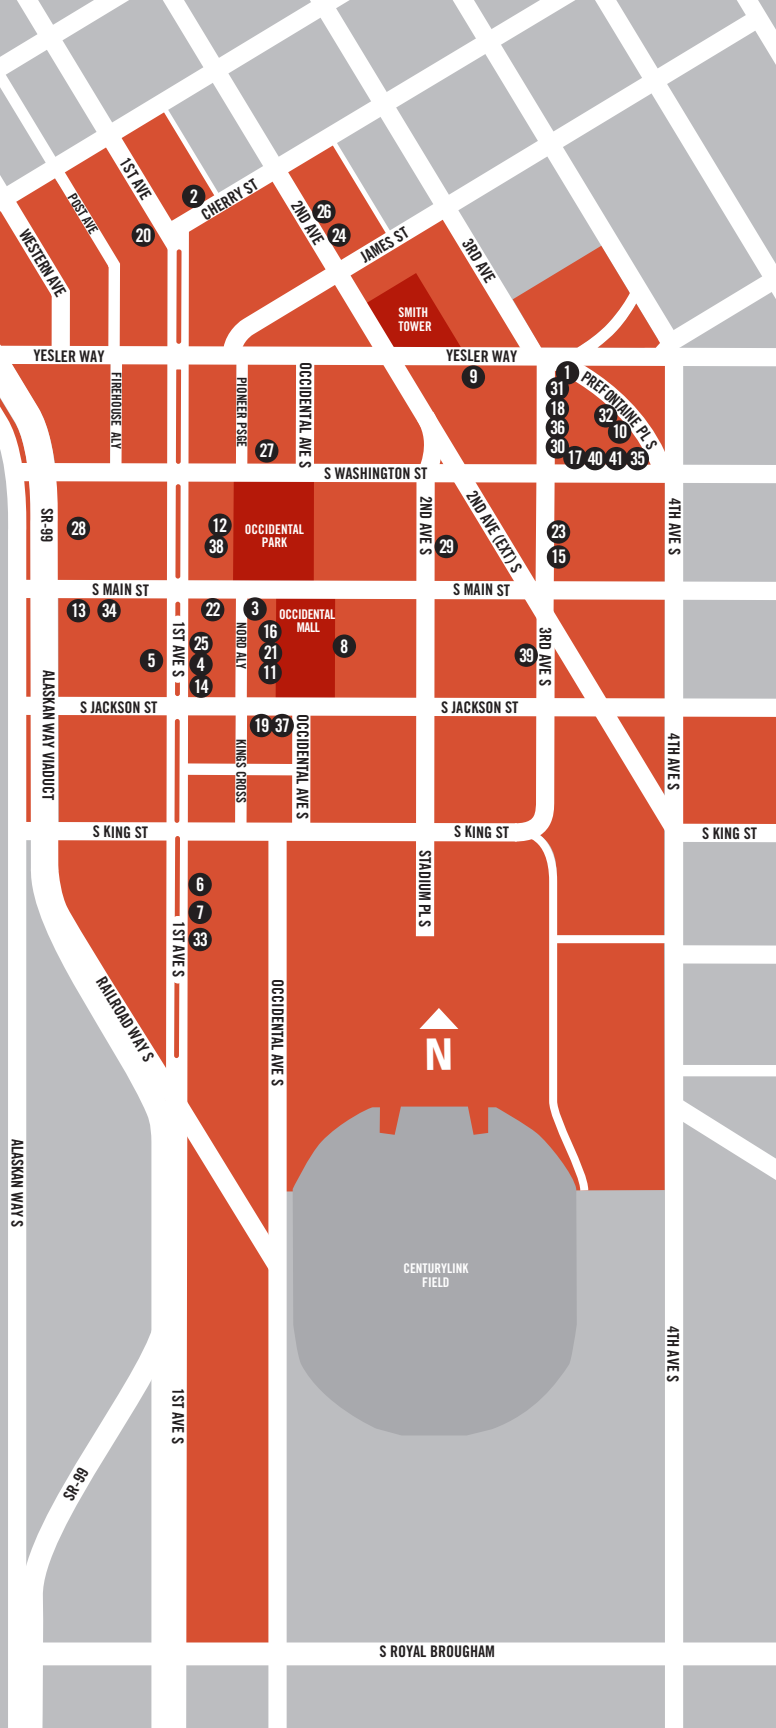 1ST AVE
2
CHERRY ST
POST AVE
20
WESTERN AVE
2ND AVE
26
24
JAMES ST
3RD AVE
SMITH
TOWER
YESLER WAY
YESLER WAY
FIREHOUSE ALY
PIONEER PSGE
OCCIDENTAL AVE S
9
1
PREFONTAINE PL S
31
18
32
36
10
30
17
40
41
35
27
S WASHINGTON ST
SR-99
28
12
38
OCCIDENTAL
PARK
2ND AVE S
29
2ND AVE (EXT) S
23
15
4TH AVE S
S MAIN ST
S MAIN ST
13
34
22
3
OCCIDENTAL
MALL
1ST AVE S
NORD ALY
16
25
21
8
5
4
11
14
39
3RD AVE S
ALASKAN WAY VIADUCT
S JACKSON ST
S JACKSON ST
19
37
KINGS CROSS
OCCIDENTAL AVE S
4TH AVE S
S KING ST
S KING ST
S KING ST
6
7
33
STADIUM PL S
1ST AVE S
RAILROAD WAY S
OCCIDENTAL AVE S
N
ALASKAN WAY S
CENTURYLINK
FIELD
4TH AVE S
1ST AVE S
SR-99
S ROYAL BROUGHAM